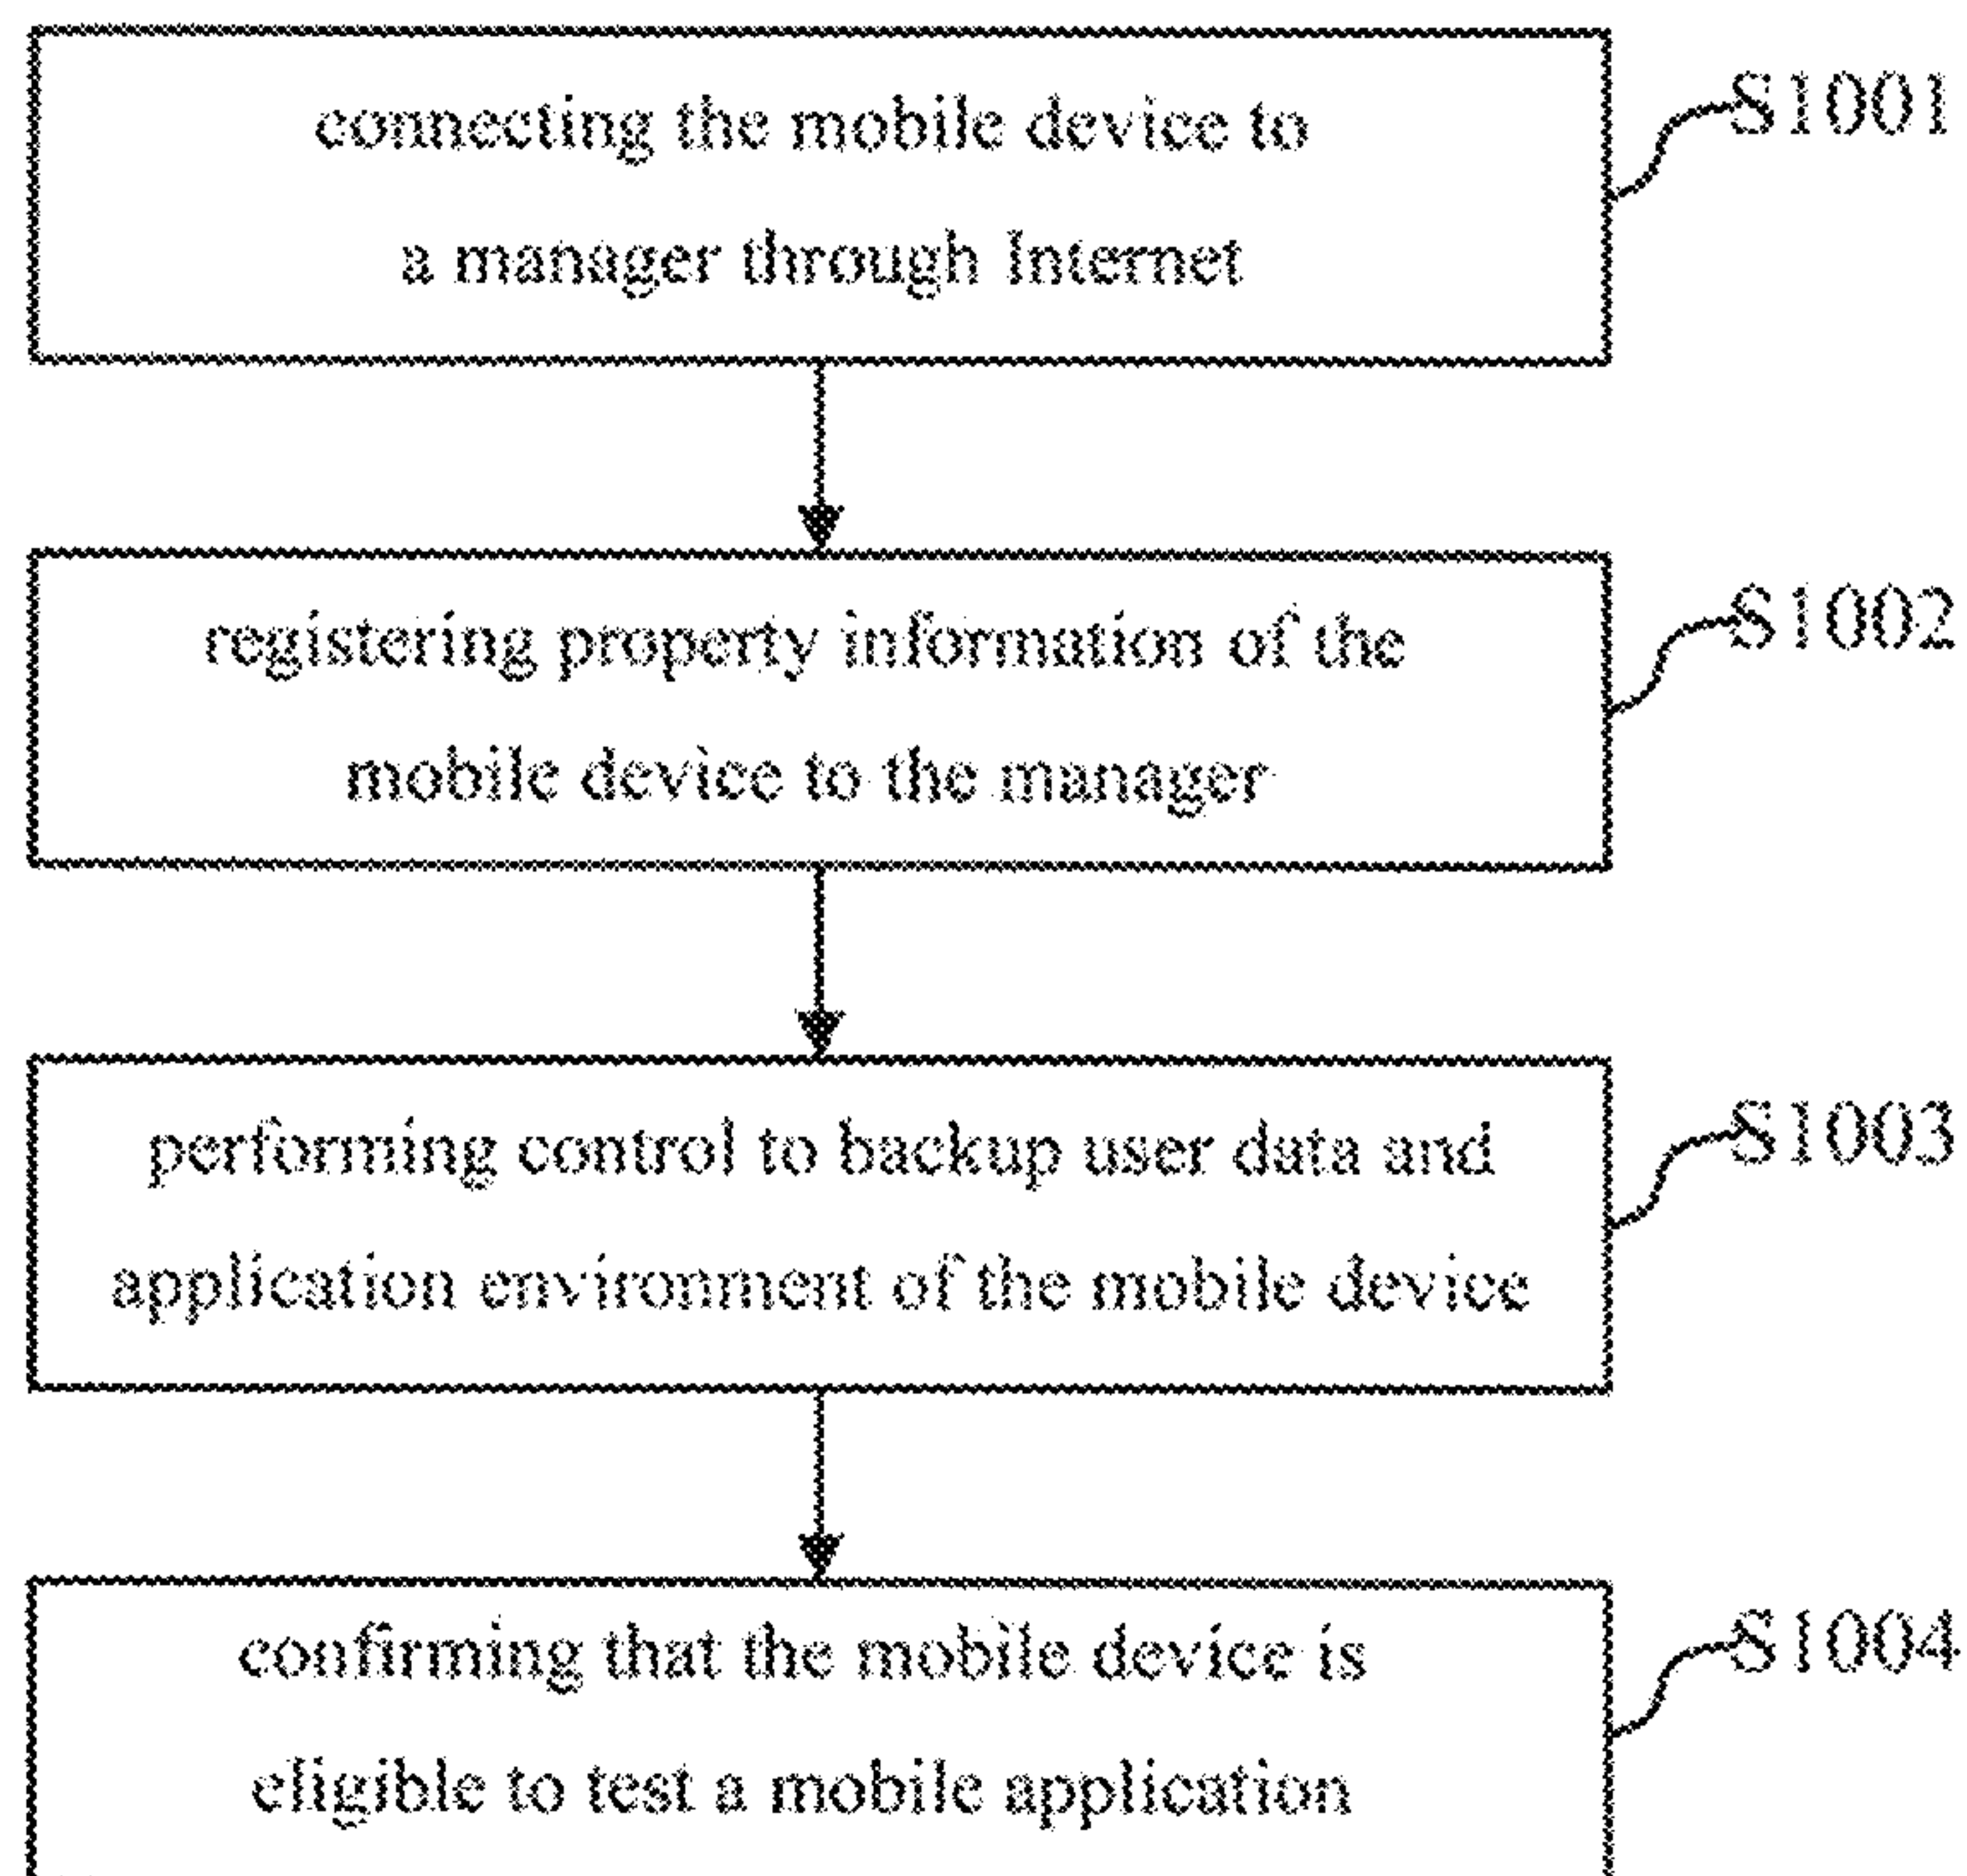 connecting the mobile device to
a manager through Internet
S1001
registering property information of the
mobile device to the manager
S1002
performing control to backup user data and
application environment of the mobile device
S1003
confirming that the mobile device is
eligible to test a mobile application
S1004